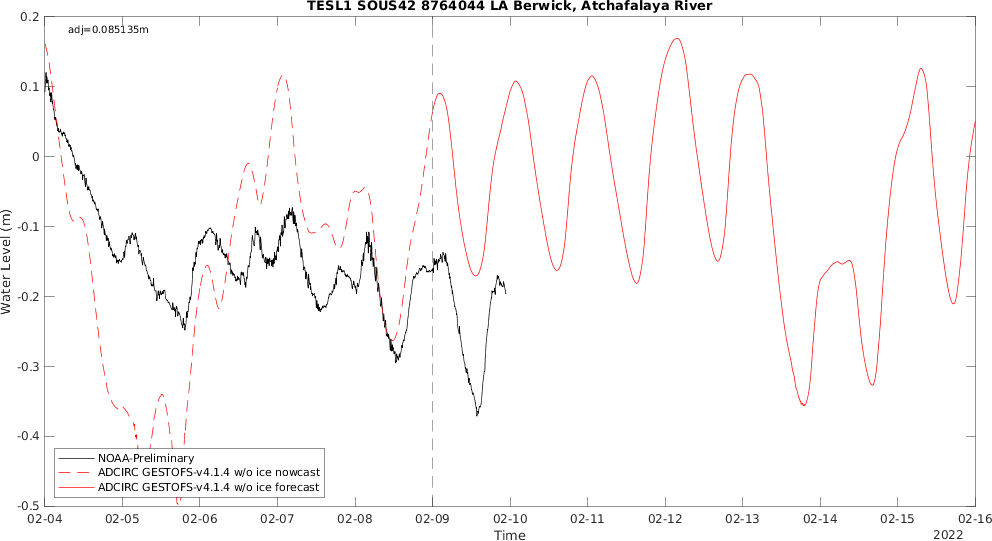 TESL1 SOUS42 8764044 LA Berwick, Atchafalaya River
adj=0.085135m
0.2
0.1
0
-0.1
-0.2
-0.3
-0.4
-0.5
Water Level (m)
NOAA-Preliminary
ADCIRC GESTOFS-v4.1.4 w/o ice nowcast
ADCIRC GESTOFS-v4.1.4 w/o ice forecast
02-04 02-05 02-06 02-07 02-08 02-09 02-10 02-11 02-12 02-13 02-14 02-15 02-16
Time
2022